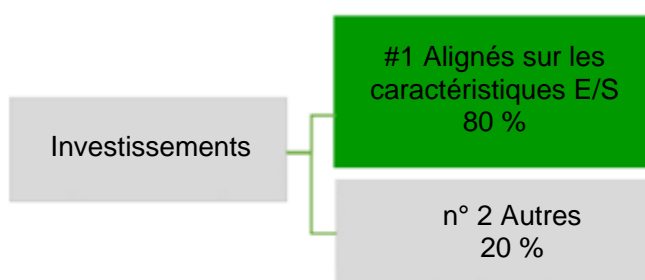 Investissements
#1 Alignés sur les
caractéristiques E/S
80 %
n° 2 Autres
20 %